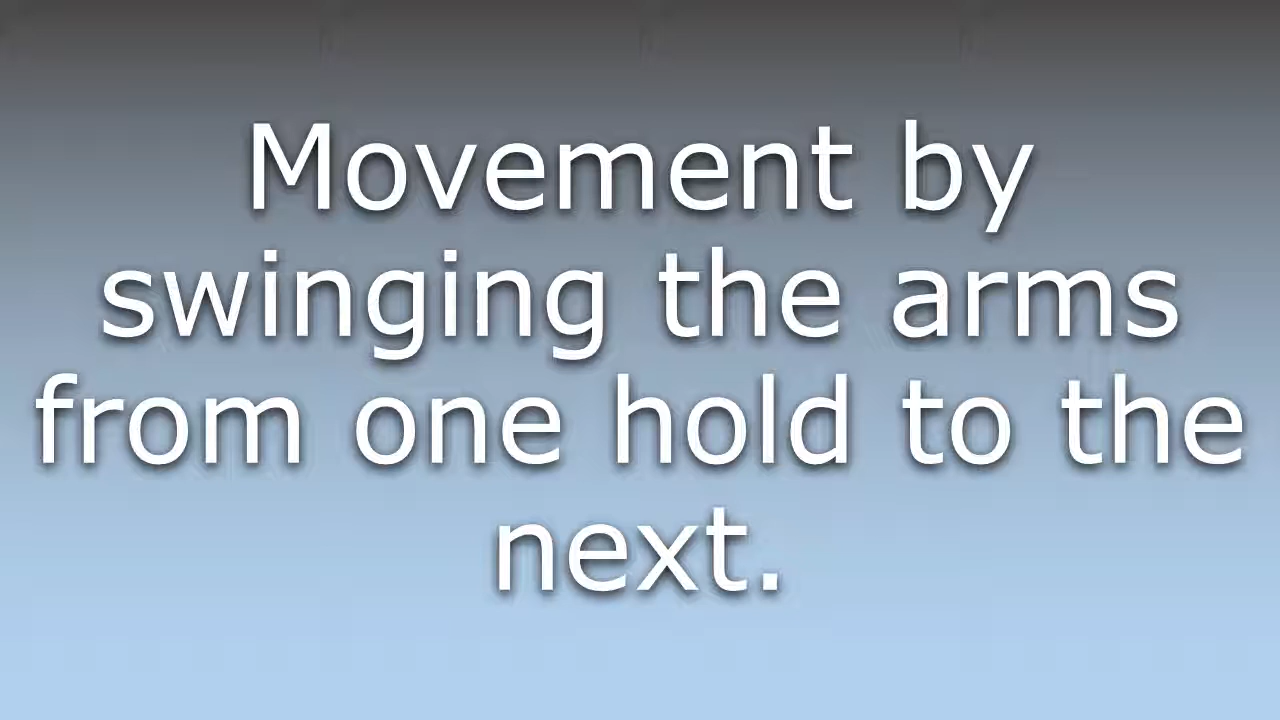 Movement by
swinging the arms
from one hold to the
next.